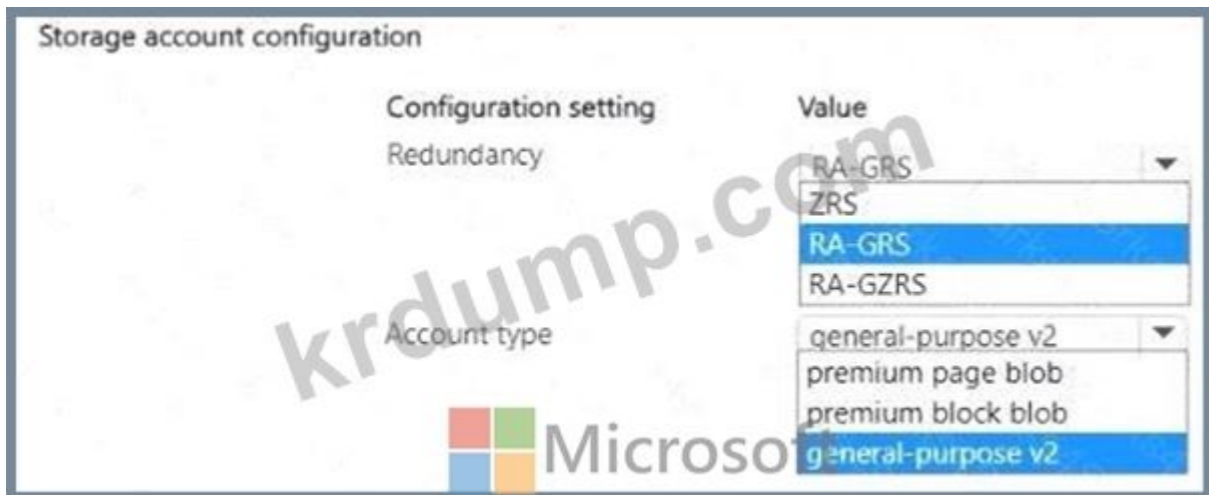 Storage account configuration
Configuration setting Value
Redundancy RA-GRS
ZRS
RA-GRS
RA-GZRS
Account type general-purpose v2
premium page blob
premium block blob
general-purpose v2
krdump.com
Microsoft